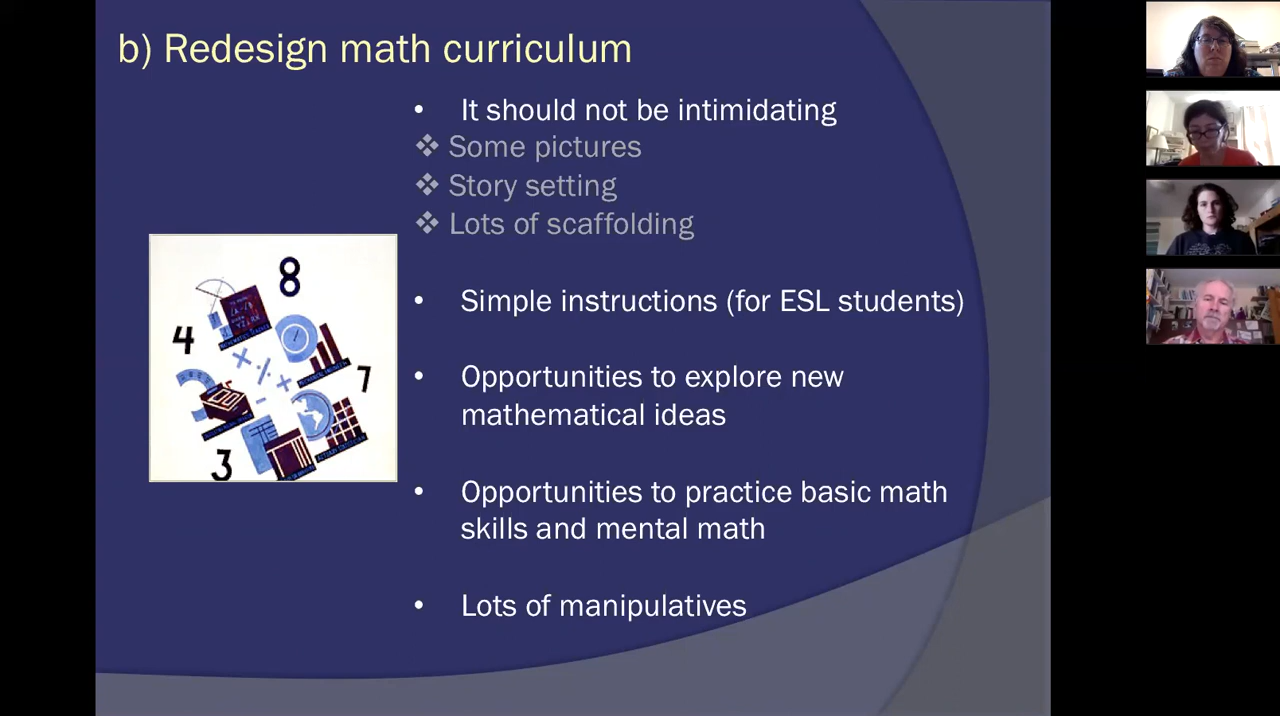 b) Redesign math curriculum
• It should not be intimidating
❖ Some pictures
❖ Story setting
❖ Lots of scaffolding
• Simple instructions (for ESL students)
• Opportunities to explore new
mathematical ideas
• Opportunities to practice basic math
skills and mental math
• Lots of manipulatives
8
4
7
3